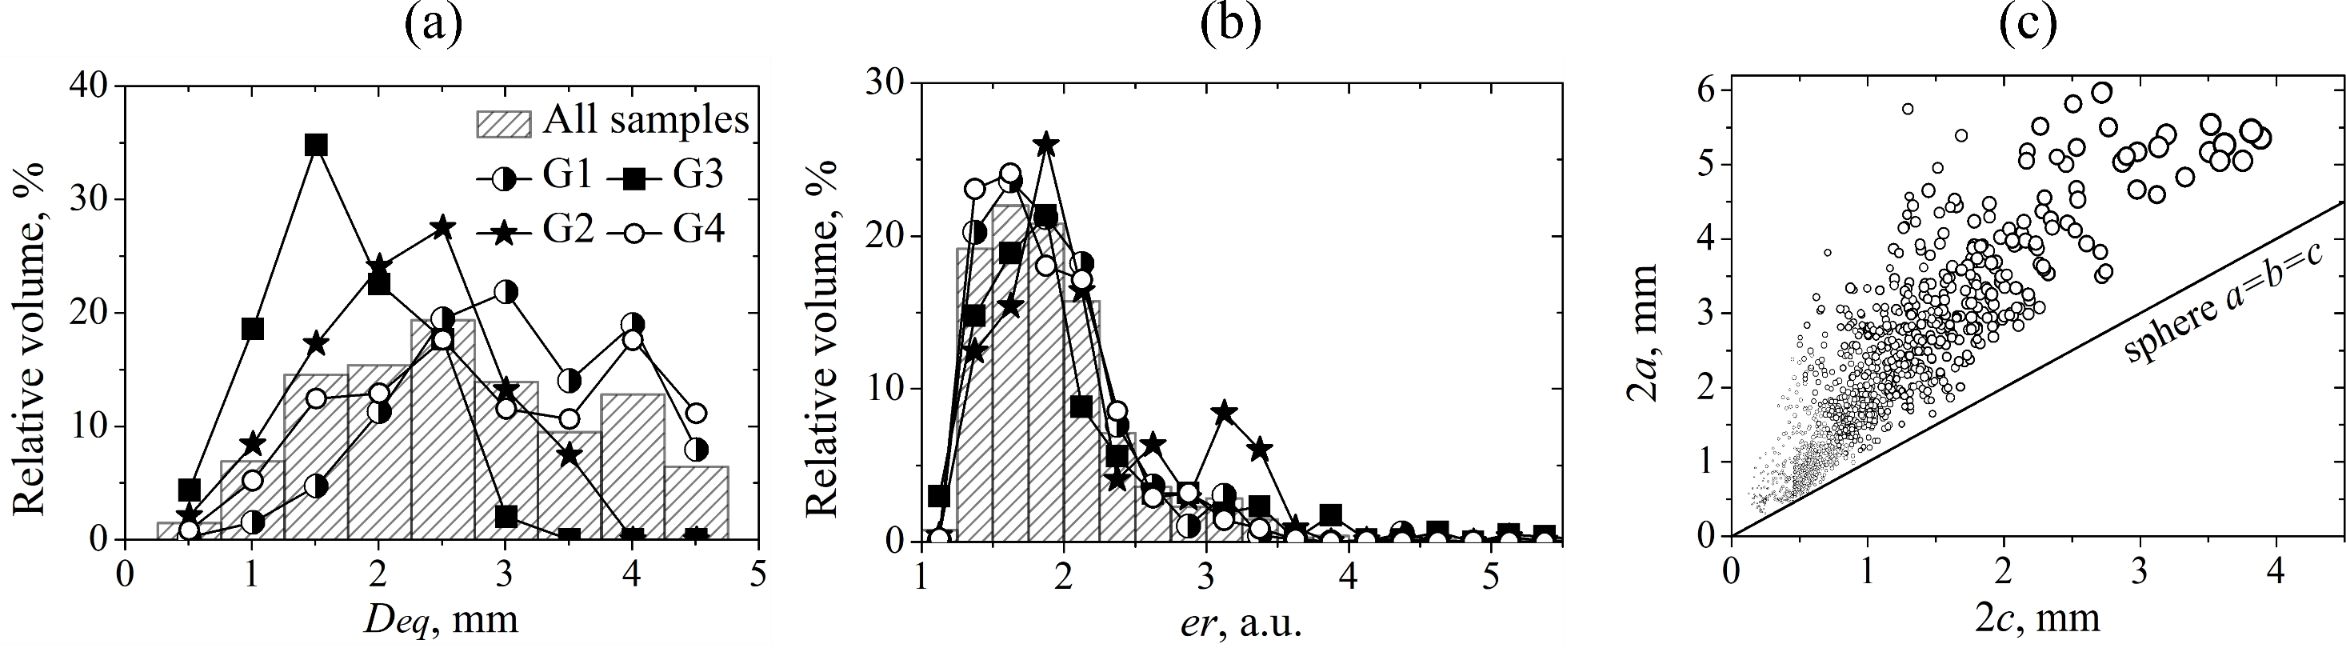 (a)
(b)
(c)
Relative volume, %
40
30
20
10
0
0 1 2 3 4 5
Deq, mm
All samples
G1 G3
G2 G4
Relative volume, %
30
20
10
0
1 2 3 4 5
er, a.u.
2a, mm
6
5
4
3
2
1
0
0 1 2 3 4
2c, mm
sphere a=b=c